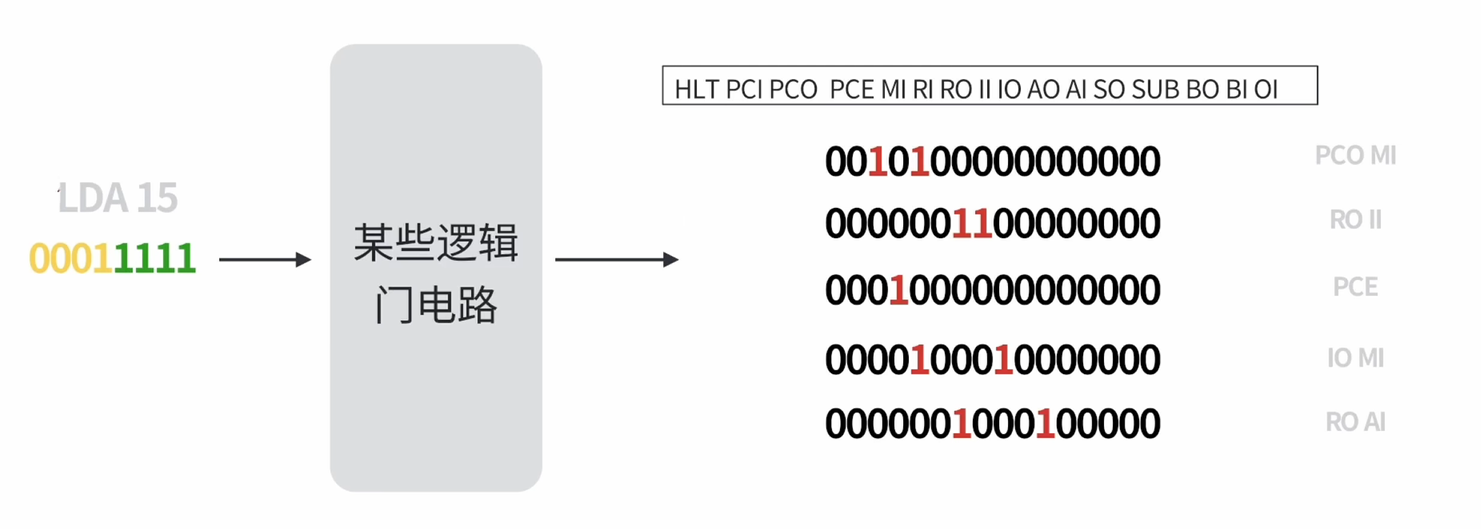 HLT PCI PCO PCE MI RI RO II IO AO AI SO SUB BO BI OI
LDA 15
00011111
某些逻辑
门电路
0010100000000000 PCO MI
0000001100000000 RO II
0001000000000000 PCE
0000100010000000 IO MI
0000001000100000 RO AI